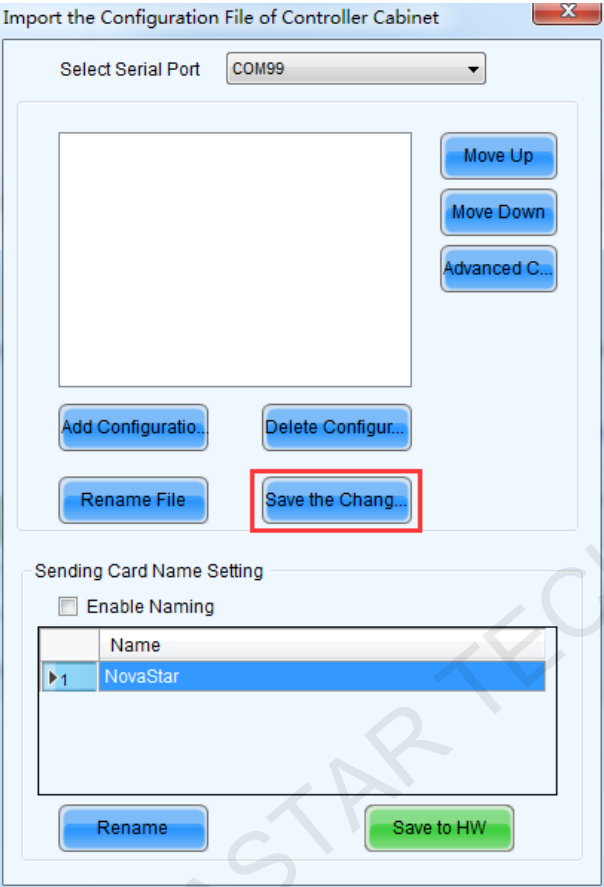 Import the Configuration File of Controller Cabinet
Select Serial Port COM99
Move Up
Move Down
Advanced C...
Add Configuratio...
Delete Configur...
Rename File
Save the Chang...
Sending Card Name Setting
Enable Naming
Name
1 NovaStar
Rename
Save to HW